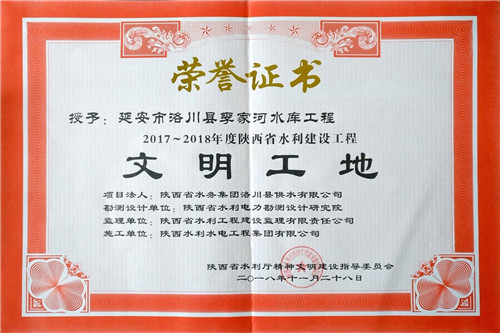 荣誉证书
授予：延安市洛川县李家河水库工程
2017~2018年度陕西省水利建设工程
文明工地
项目法人：陕西省水务集团洛川县供水有限公司
勘测设计单位：陕西省水利电力勘测设计研究院
监理单位：陕西省水利工程建设监理有限责任公司
施工单位：陕西水利水电工程集团有限公司
陕西省水利厅精神文明建设指导委员会
二〇一八年十一月二十八日